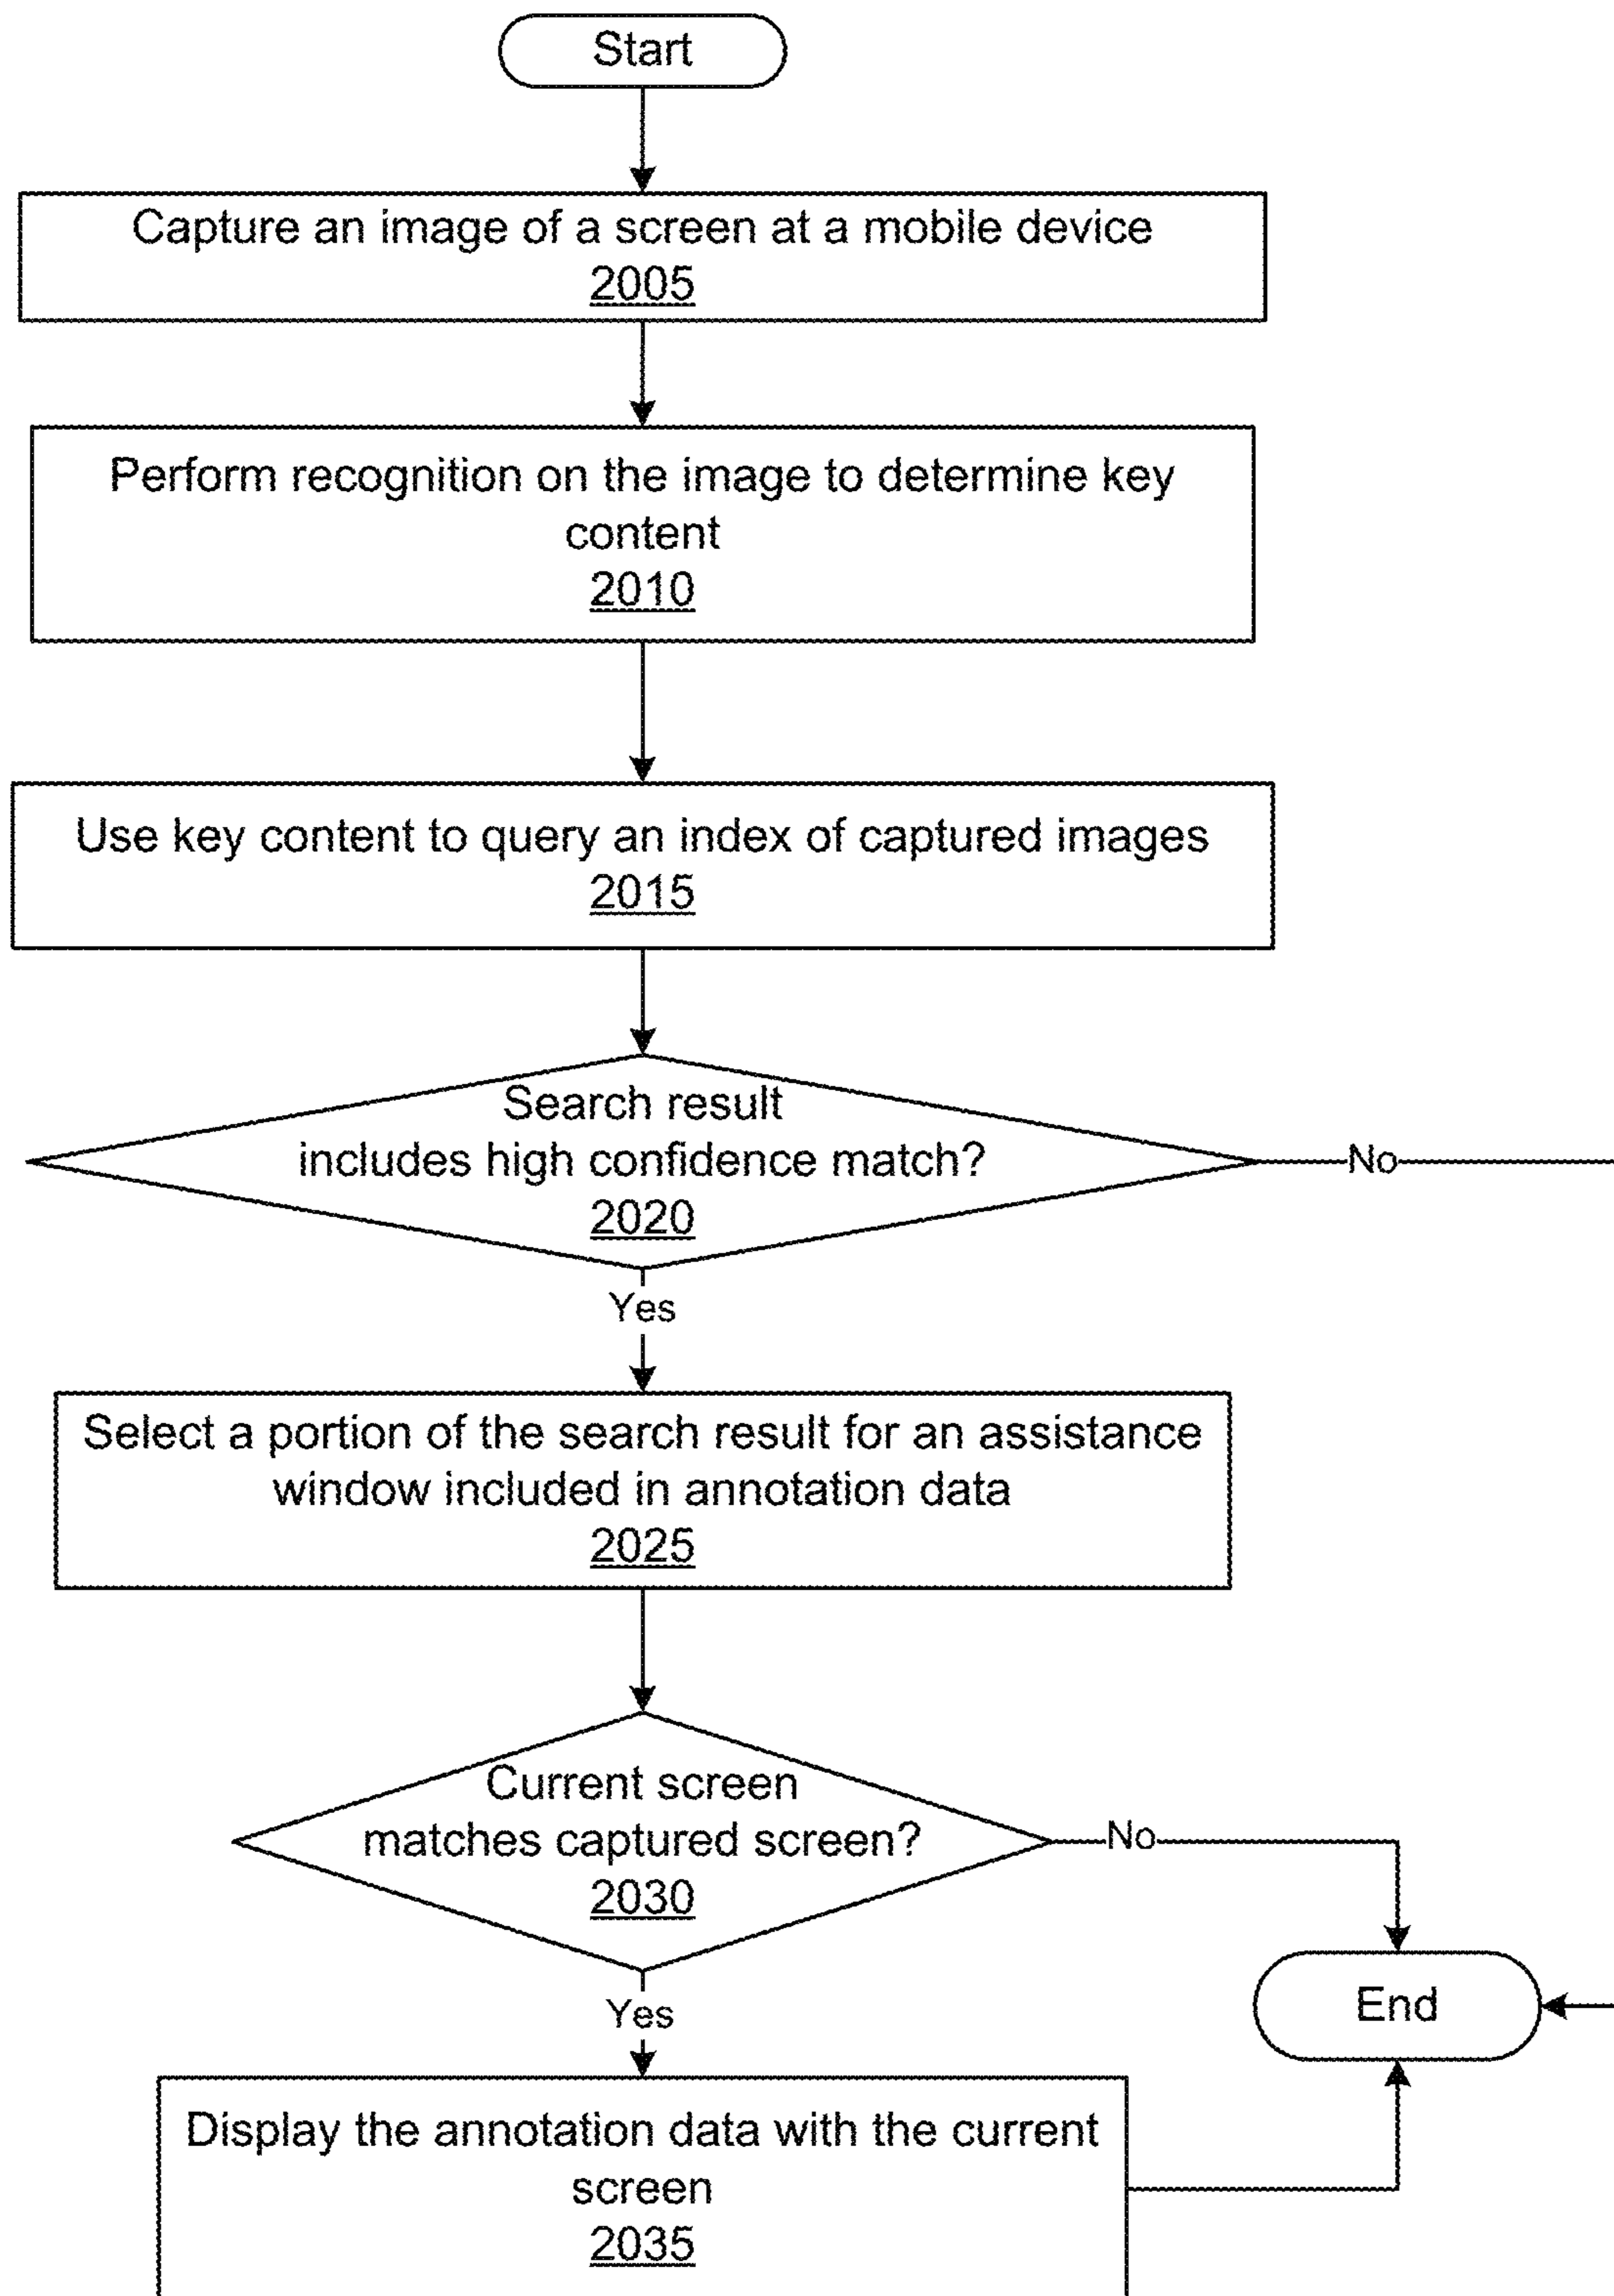 Start
Capture an image of a screen at a mobile device
2005
Perform recognition on the image to determine key
content
2010
Use key content to query an index of captured images
2015
Search result
includes high confidence match?
2020
No
Yes
Select a portion of the search result for an assistance
window included in annotation data
2025
Current screen
matches captured screen?
2030
No
Yes
End
Display the annotation data with the current
screen
2035